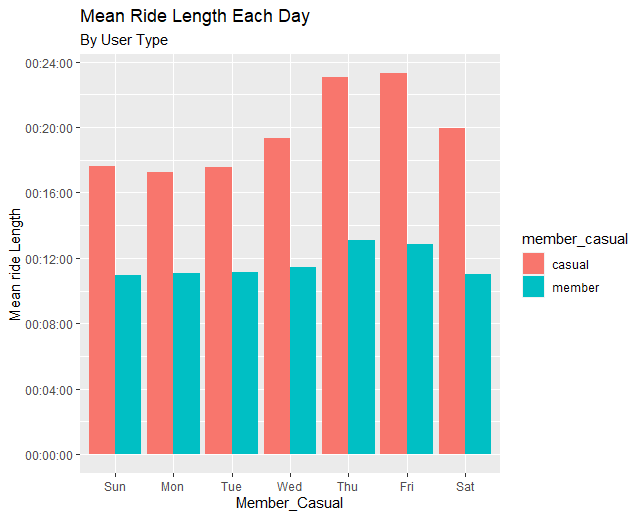 Mean Ride Length Each Day
By User Type
Mean ride Length
00:24:00
00:20:00
00:16:00
00:12:00
00:08:00
00:04:00
00:00:00
Sun Mon Tue Wed Thu Fri Sat
Member_Casual
member_casual
casual
member